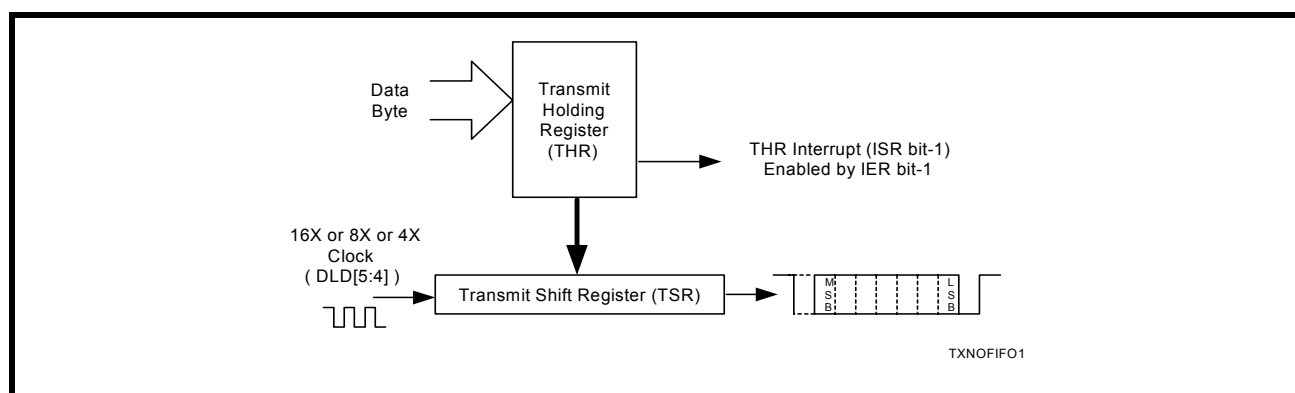 Data
Byte
Transmit
Holding
Register
(THR)
THR Interrupt (ISR bit-1)
Enabled by IER bit-1
16X or 8X or 4X
Clock
( DLD[5:4] )
Transmit Shift Register (TSR)
M
S
B
L
S
B
TXNOFIFO1